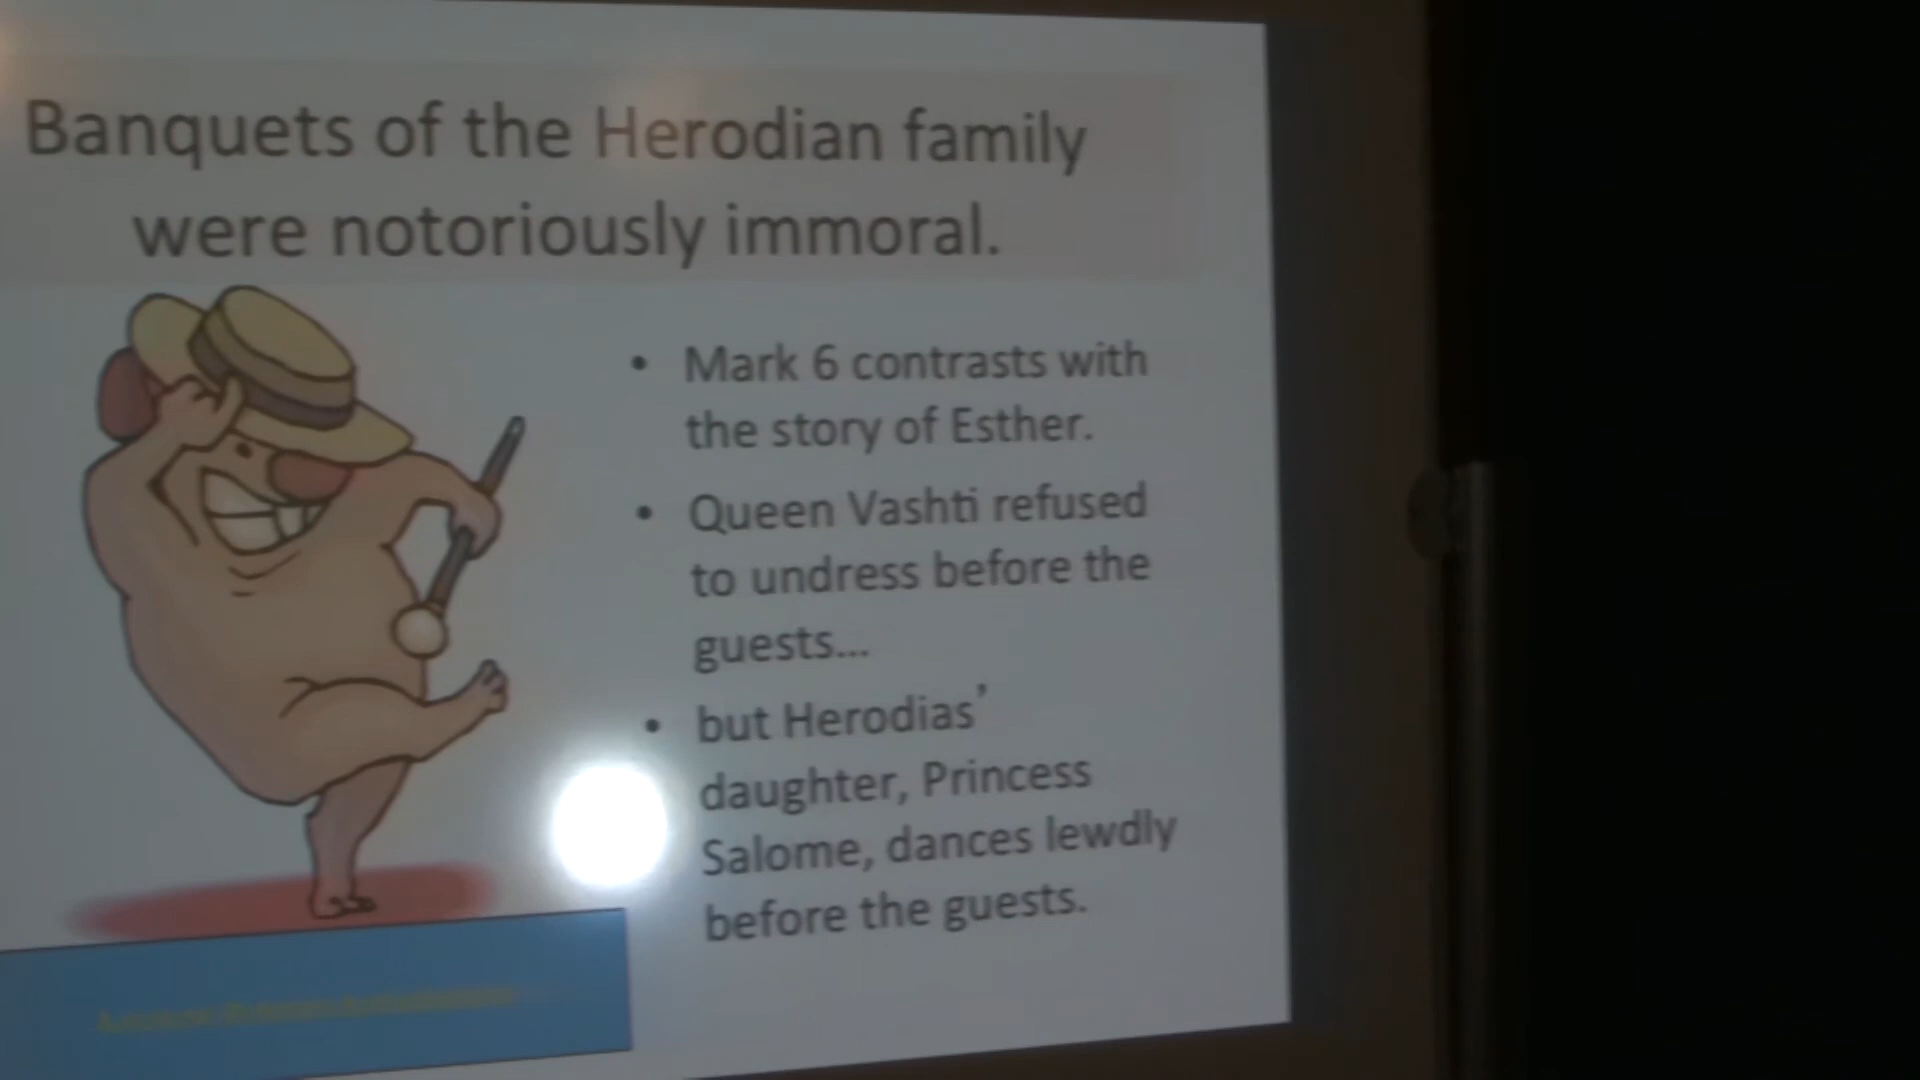 Banquets of the Herodian family
were notoriously immoral.
• Mark 6 contrasts with
the story of Esther.
• Queen Vashti refused
to undress before the
guests...
• but Herodias’
daughter, Princess
Salome, dances lewdly
before the guests.